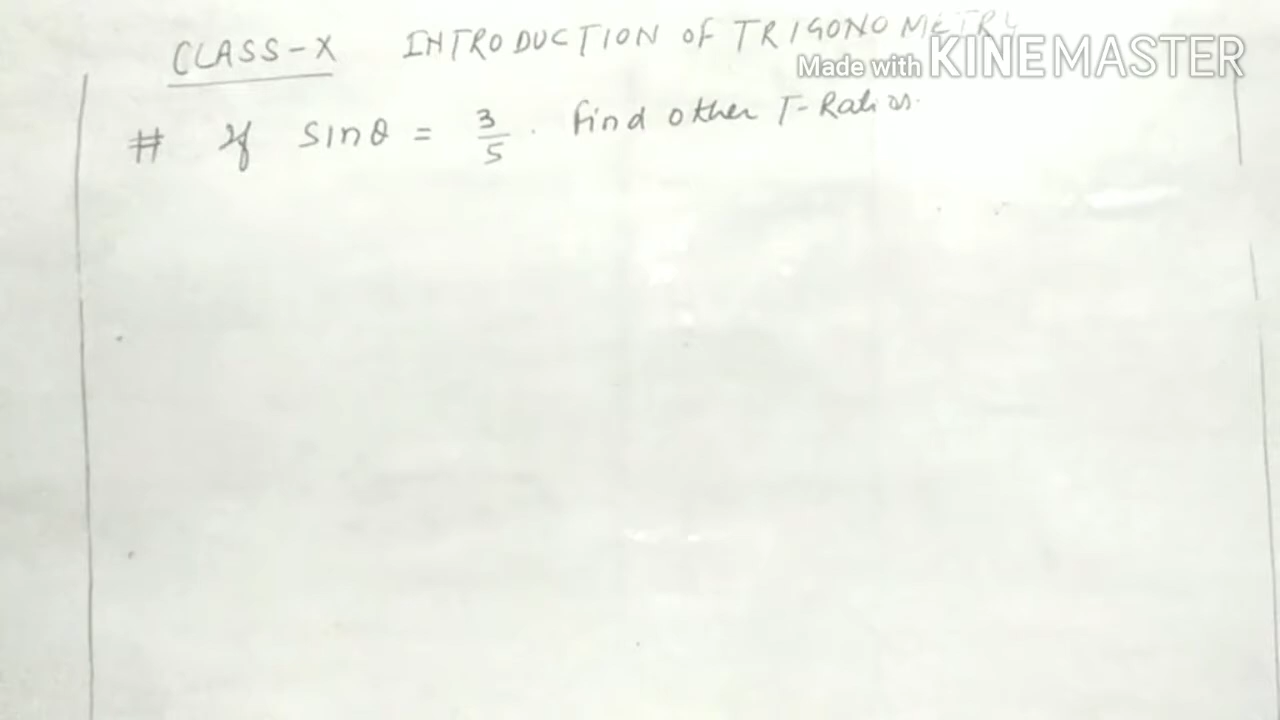 CLASS-X INTRODUCTION OF TRIGONOMETRY
Made with KINEMASTER
# If sinθ = 3/5 . find other T-Ratios.